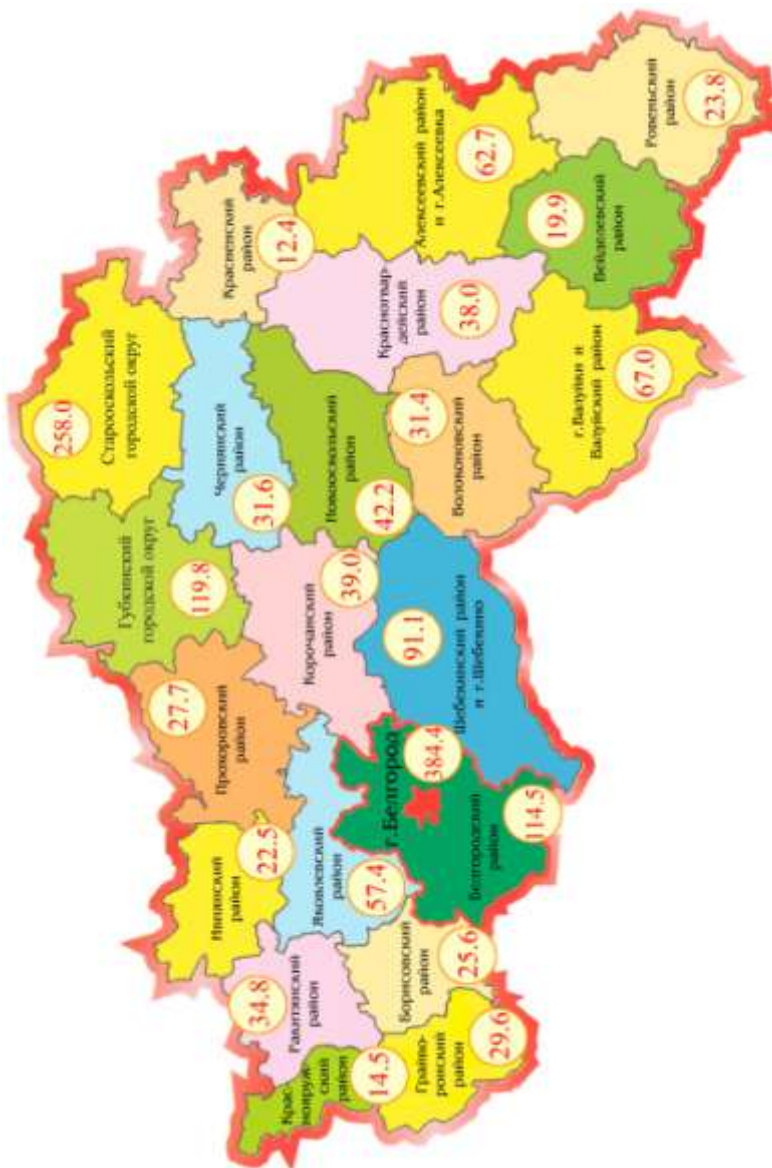 Старооскольский
городской округ
258.0
Губкинский
городской округ
119.8
Чернянский
район
31.6
Красненский
район
12.4
Алексеевский район
и г.Алексеевка
62.7
Красногвар-
дейский
район
38.0
Новооскольский
район
42.2
Прохоровский
район
27.7
Корочанский
район
39.0
Ивнянский
район
22.5
Яковлевский
район
57.4
Ракитянский
район
34.8
Крас-
нояруж-
ский
район
14.5
Грайво-
ронский
район
29.6
Борисовский
район
25.6
г.Белгород
384.4
Белгородский
район
114.5
Шебекинский район
и г.Шебекино
91.1
Волоконовский
район
31.4
г.Валуйки и
Валуйский район
67.0
Вейделевский
район
19.9
Ровеньский
район
23.8